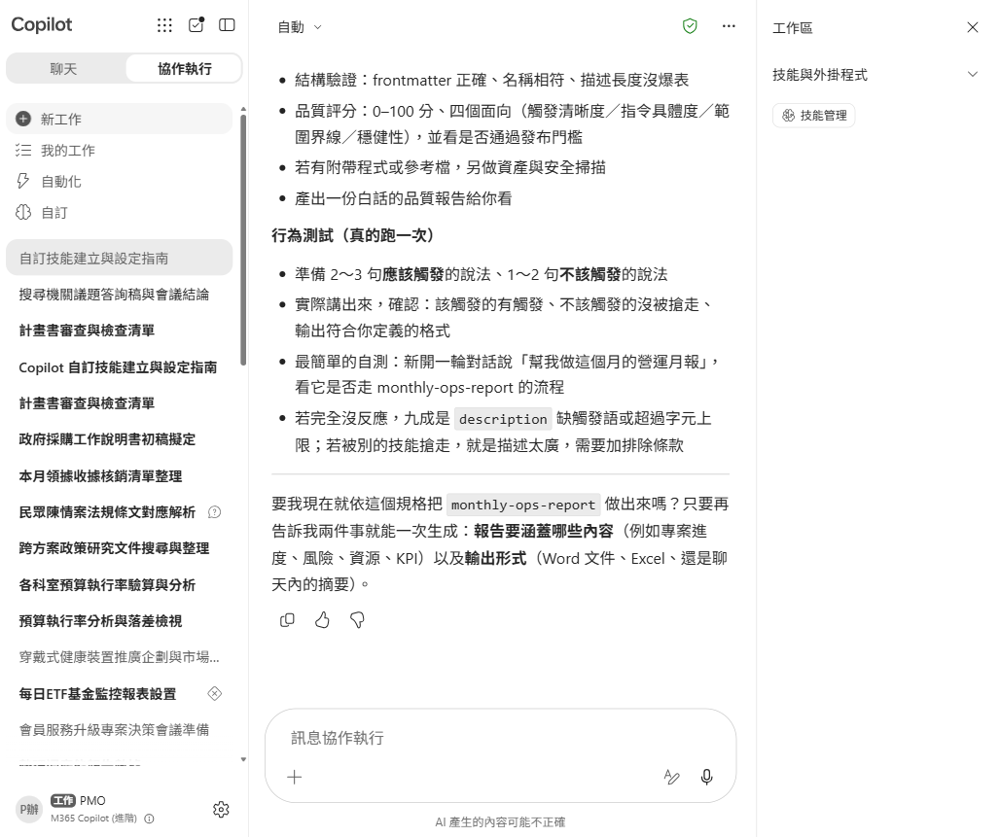 Copilot
聊天
協作執行
新工作
我的工作
自動化
自訂
自訂技能建立與設定指南
搜尋機關議題答詢稿與會議結論
計畫書審查與檢查清單
Copilot 自訂技能建立與設定指南
計畫書審查與檢查清單
政府採購工作說明書初稿擬定
本月領據收據核銷清單整理
民眾陳情案法規條文對應解析
跨方案政策研究文件搜尋與整理
各科室預算執行率驗算與分析
預算執行率分析與落差檢視
穿戴式健康裝置推廣企劃與市場...
每日ETF基金監控報表設置
會員服務升級專案決策會議準備
P辦
工作 PMO
M365 Copilot (進階)
自動
• 結構驗證：frontmatter 正確、名稱相符、描述長度沒爆表
• 品質評分：0–100 分、四個面向（觸發清晰度／指令具體度／範
圍界線／穩健性），並看是否通過發布門檻
• 若有附帶程式或參考檔，另做資產與安全掃描
• 產出一份白話的品質報告給你看
行為測試（真的跑一次）
• 準備 2～3 句應該觸發的說法、1～2 句不該觸發的說法
• 實際講出來，確認：該觸發的有觸發、不該觸發的沒被搶走、
輸出符合你定義的格式
• 最簡單的自測：新開一輪對話說「幫我做這個月的營運月報」，
看它是否走 monthly-ops-report 的流程
• 若完全沒反應，九成是 description 缺觸發語或超過字元上
限；若被別的技能搶走，就是描述太廣，需要加排除條款
要我現在就依這個規格把 monthly-ops-report 做出來嗎？只要再
告訴我兩件事就能一次生成：報告要涵蓋哪些內容（例如專案進
度、風險、資源、KPI）以及輸出形式（Word 文件、Excel、還是聊
天內的摘要）。
訊息協作執行
AI 產生的內容可能不正確
工作區
技能與外掛程式
技能管理